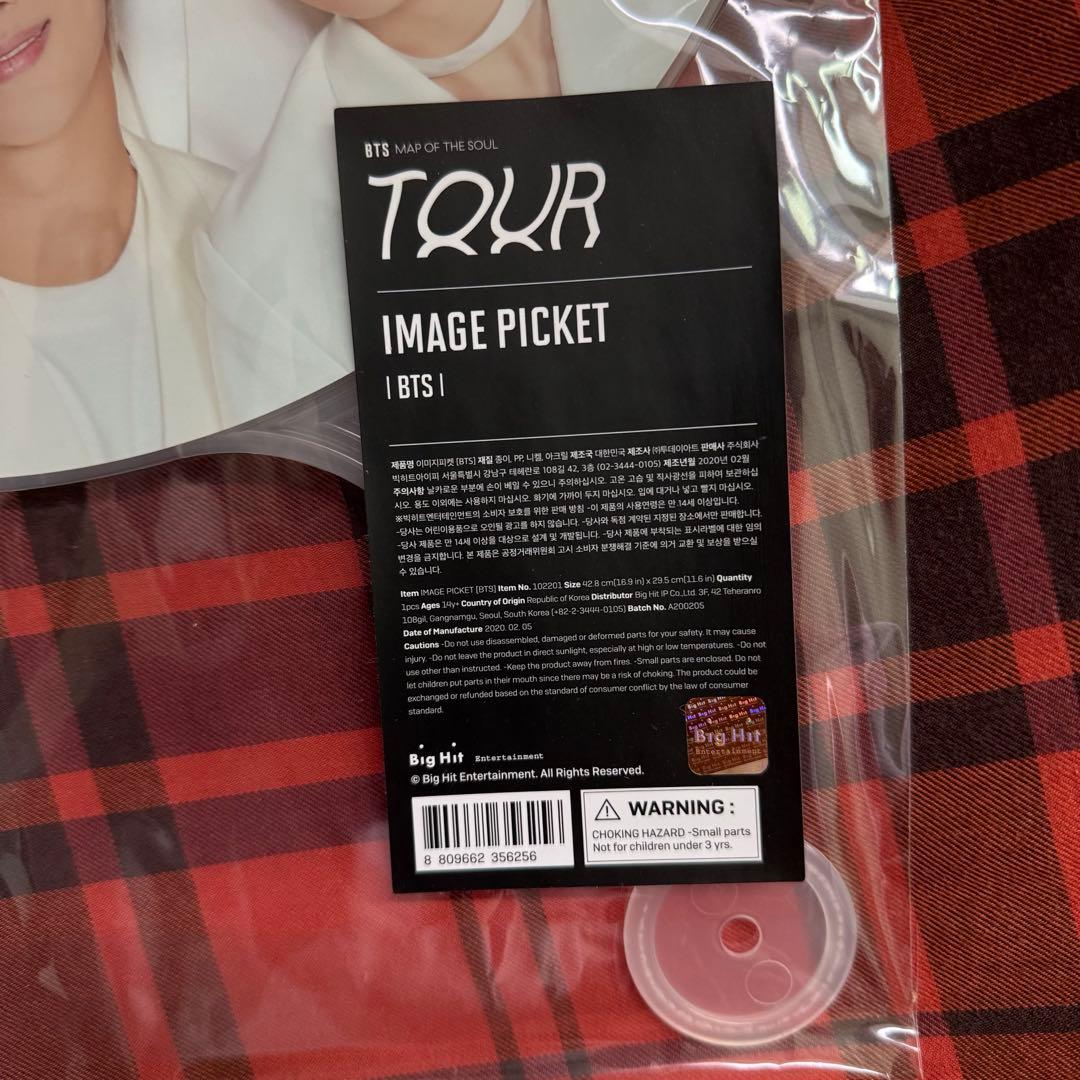 BTS MAP OF THE SOUL
TOUR
IMAGE PICKET
| BTS |
제품명 이미지피켓 [BTS] 재질 종이, PP, 니켈, 아크릴 제조국 대한민국 제조사 ㈜투데이아트 판매사 주식회사
빅히트아이피 서울특별시 강남구 테헤란로 108길 42, 3층 (02-3444-0105) 제조년월 2020년 02월
주의사항 날카로운 부분에 손이 베일 수 있으니 주의하십시오. 고온 고습 및 직사광선을 피하여 보관하십
시오. 용도 이외에는 사용하지 마십시오. 화기에 가까이 두지 마십시오. 입에 대거나 넣고 빨지 마십시오.
※빅히트엔터테인먼트의 소비자 보호를 위한 판매 방침 -이 제품의 사용연령은 만 14세 이상입니다.
-당사는 어린이용품으로 오인될 광고를 하지 않습니다. -당사와 독점 계약된 지정된 장소에서만 판매합니다.
-당사 제품은 만 14세 이상을 대상으로 설계 및 개발됩니다. -당사 제품에 부착되는 표시라벨에 대한 임의
변경을 금지합니다. 본 제품은 공정거래위원회 고시 소비자 분쟁해결 기준에 의거 교환 및 보상을 받으실
수 있습니다.
Item IMAGE PICKET [BTS] Item No. 102201 Size 42.8 cm(16.9 in) x 29.5 cm(11.6 in) Quantity
1pcs Ages 14y+ Country of Origin Republic of Korea Distributor Big Hit IP Co.,Ltd. 3F, 42 Teheranro
108gil, Gangnamgu, Seoul, South Korea (+82-2-3444-0105) Batch No. A200205
Date of Manufacture 2020. 02. 05
Cautions -Do not use disassembled, damaged or deformed parts for your safety. It may cause
injury. -Do not leave the product in direct sunlight, especially at high or low temperatures. -Do not
use other than instructed. -Keep the product away from fires. -Small parts are enclosed. Do not
let children put parts in their mouth since there may be a risk of choking. The product could be
exchanged or refunded based on the standard of consumer conflict by the law of consumer
standard.
Big Hit
Entertainment
Big Hit Entertainment
© Big Hit Entertainment. All Rights Reserved.
8 809662 356256
WARNING :
CHOKING HAZARD -Small parts
Not for children under 3 yrs.